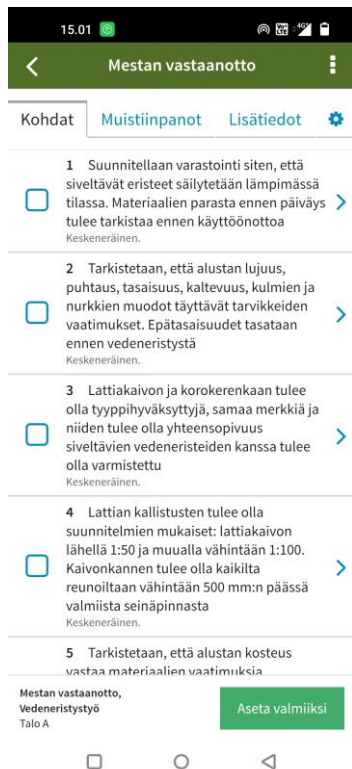 15.01
Mestan vastaanotto
Kohdat Muistiinpanot Lisätiedot
1 Suunnitellaan varastointi siten, että
siveltävät eristeet säilytetään lämpimässä
tilassa. Materiaalien parasta ennen päiväys
tulee tarkistaa ennen käyttöönottoa
Keskeneräinen.
2 Tarkistetaan, että alustan lujuus,
puhtaus, tasaisuus, kaltevuus, kulmien ja
nurkkien muodot täyttävät tarvikkeiden
vaatimukset. Epätasaisuudet tasataan
ennen vedeneristystä
Keskeneräinen.
3 Lattiakaivon ja korokerenkaan tulee
olla tyyppihyväksyttyjä, samaa merkkiä ja
niiden tulee olla yhteensopivuus
siveltävien vedeneristeiden kanssa tulee
olla varmistettu
Keskeneräinen.
4 Lattian kallistusten tulee olla
suunnitelmien mukaiset: lattiakaivon
lähellä 1:50 ja muualla vähintään 1:100.
Kaivonkannen tulee olla kaikilta
reunoiltaan vähintään 500 mm:n päässä
valmiista seinäpinnasta
Keskeneräinen.
5 Tarkistetaan, että alustan kosteus
vastaa materiaalien vaatimuksia
Mestan vastaanotto,
Vedeneristystyö
Talo A
Aseta valmiiksi